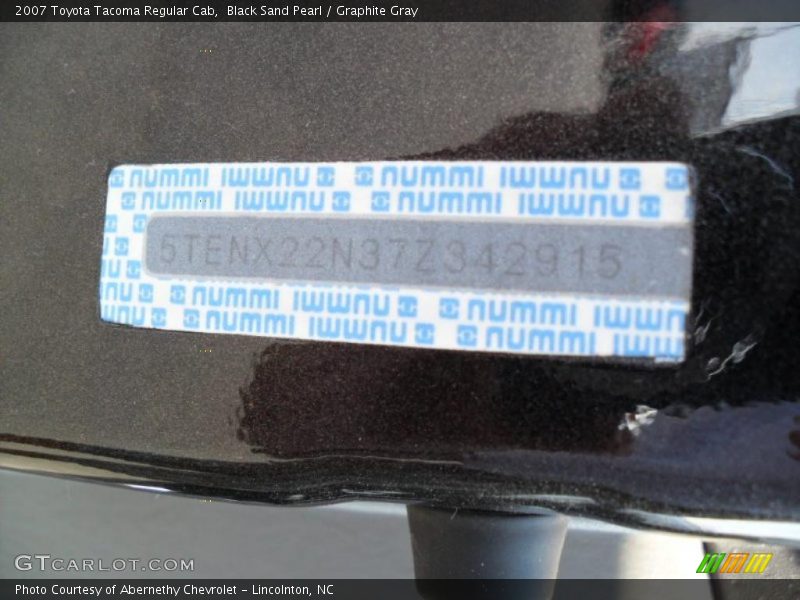 2007 Toyota Tacoma Regular Cab,  Black Sand Pearl / Graphite Gray
nummi nummi nummi nummi
nummi nummi nummi nummi
5TENX22N37Z342915
nummi nummi nummi nummi nummi
nummi nummi nummi nummi nummi
GTCARLOT.COM
Photo Courtesy of Abernethy Chevrolet – Lincolnton, NC